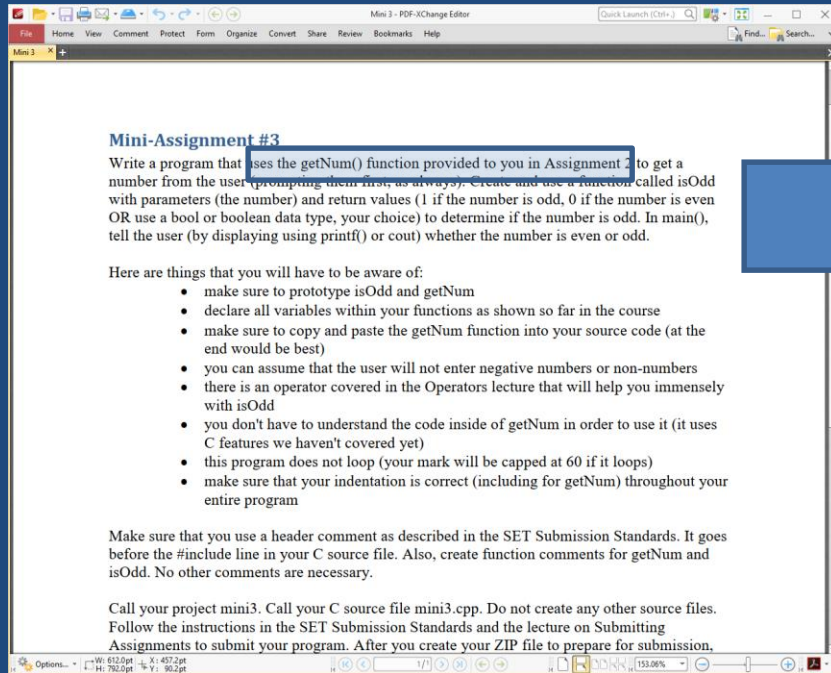 Mini 3 - PDF-XChange Editor
Quick Launch (Ctrl+.)
File Home View Comment Protect Form Organize Convert Share Review Bookmarks Help
Find... Search...
Mini 3
Mini-Assignment #3
Write a program that uses the getNum() function provided to you in Assignment 2 to get a
number from the user (prompting them first, as always). Create and use a function called isOdd
with parameters (the number) and return values (1 if the number is odd, 0 if the number is even
OR use a bool or boolean data type, your choice) to determine if the number is odd. In main(),
tell the user (by displaying using printf() or cout) whether the number is even or odd.
Here are things that you will have to be aware of:
• make sure to prototype isOdd and getNum
• declare all variables within your functions as shown so far in the course
• make sure to copy and paste the getNum function into your source code (at the
end would be best)
• you can assume that the user will not enter negative numbers or non-numbers
• there is an operator covered in the Operators lecture that will help you immensely
with isOdd
• you don't have to understand the code inside of getNum in order to use it (it uses
C features we haven't covered yet)
• this program does not loop (your mark will be capped at 60 if it loops)
• make sure that your indentation is correct (including for getNum) throughout your
entire program
Make sure that you use a header comment as described in the SET Submission Standards. It goes
before the #include line in your C source file. Also, create function comments for getNum and
isOdd. No other comments are necessary.
Call your project mini3. Call your C source file mini3.cpp. Do not create any other source files.
Follow the instructions in the SET Submission Standards and the lecture on Submitting
Assignments to submit your program. After you create your ZIP file to prepare for submission,
Options... W: 612.0pt X: 457.2pt
H: 792.0pt Y: 90.2pt
1/1
153.06%